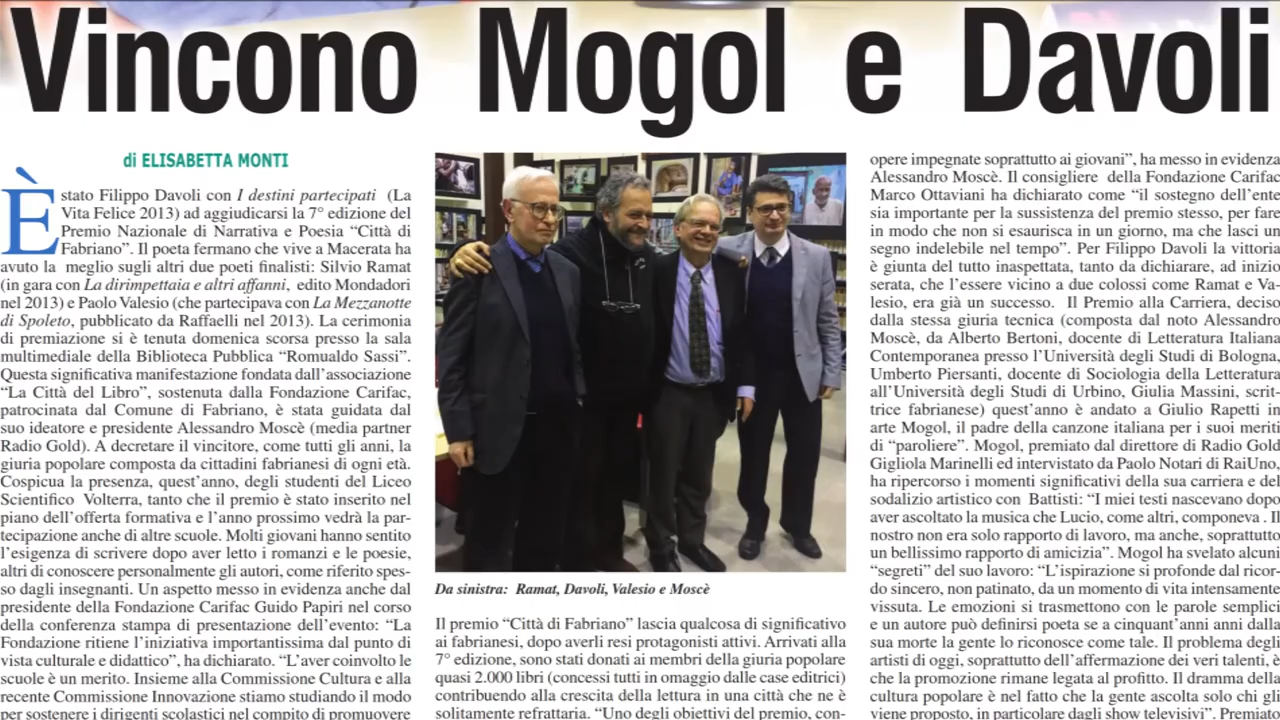 Vincono Mogol e Davoli
di ELISABETTA MONTI
È stato Filippo Davoli con I destini partecipati (La
Vita Felice 2013) ad aggiudicarsi la 7° edizione del
Premio Nazionale di Narrativa e Poesia “Città di
Fabriano”. Il poeta fermano che vive a Macerata ha
avuto la meglio sugli altri due poeti finalisti: Silvio Ramat
(in gara con La dirimpettaia e altri affanni, edito Mondadori
nel 2013) e Paolo Valesio (che partecipava con La Mezzanotte
di Spoleto, pubblicato da Raffaelli nel 2013). La cerimonia
di premiazione si è tenuta domenica scorsa presso la sala
multimediale della Biblioteca Pubblica “Romualdo Sassi”.
Questa significativa manifestazione fondata dall’associazione
“La Città del Libro”, sostenuta dalla Fondazione Carifac,
patrocinata dal Comune di Fabriano, è stata guidata dal
suo ideatore e presidente Alessandro Moscè (media partner
Radio Gold). A decretare il vincitore, come tutti gli anni, la
giuria popolare composta da cittadini fabrianesi di ogni età.
Cospicua la presenza, quest’anno, degli studenti del Liceo
Scientifico Volterra, tanto che il premio è stato inserito nel
piano dell’offerta formativa e l’anno prossimo vedrà la par-
tecipazione anche di altre scuole. Molti giovani hanno sentito
l’esigenza di scrivere dopo aver letto i romanzi e le poesie,
altri di conoscere personalmente gli autori, come riferito spes-
so dagli insegnanti. Un aspetto messo in evidenza anche dal
presidente della Fondazione Carifac Guido Papiri nel corso
della conferenza stampa di presentazione dell’evento: “La
Fondazione ritiene l’iniziativa importantissima dal punto di
vista culturale e didattico”, ha dichiarato. “L’aver coinvolto le
scuole è un merito. Insieme alla Commissione Cultura e alla
recente Commissione Innovazione stiamo studiando il modo
per sostenere i dirigenti scolastici nel compito di promuovere
Da sinistra: Ramat, Davoli, Valesio e Moscè
Il premio “Città di Fabriano” lascia qualcosa di significativo
ai fabrianesi, dopo averli resi protagonisti attivi. Arrivati alla
7° edizione, sono stati donati ai membri della giuria popolare
quasi 2.000 libri (concessi tutti in omaggio dalle case editrici)
contribuendo alla crescita della lettura in una città che ne è
solitamente refrattaria. “Uno degli obiettivi del premio, con-
opere impegnate soprattutto ai giovani”, ha messo in evidenza
Alessandro Moscè. Il consigliere della Fondazione Carifac
Marco Ottaviani ha dichiarato come “il sostegno dell’ente
sia importante per la sussistenza del premio stesso, per fare
in modo che non si esaurisca in un giorno, ma che lasci un
segno indelebile nel tempo”. Per Filippo Davoli la vittoria
è giunta del tutto inaspettata, tanto da dichiarare, ad inizio
serata, che l’essere vicino a due colossi come Ramat e Va-
lesio, era già un successo. Il Premio alla Carriera, deciso
dalla stessa giuria tecnica (composta dal noto Alessandro
Moscè, da Alberto Bertoni, docente di Letteratura Italiana
Contemporanea presso l’Università degli Studi di Bologna,
Umberto Piersanti, docente di Sociologia della Letteratura
all’Università degli Studi di Urbino, Giulia Massini, scrit-
trice fabrianese) quest’anno è andato a Giulio Rapetti in
arte Mogol, il padre della canzone italiana per i suoi meriti
di “paroliere”. Mogol, premiato dal direttore di Radio Gold
Gigliola Marinelli ed intervistato da Paolo Notari di RaiUno,
ha ripercorso i momenti significativi della sua carriera e del
sodalizio artistico con Battisti: “I miei testi nascevano dopo
aver ascoltato la musica che Lucio, come altri, componeva . Il
nostro non era solo rapporto di lavoro, ma anche, soprattutto
un bellissimo rapporto di amicizia”. Mogol ha svelato alcuni
“segreti” del suo lavoro: “L’ispirazione si profonde dal ricor-
do sincero, non patinato, da un momento di vita intensamente
vissuta. Le emozioni si trasmettono con le parole semplici
e un autore può definirsi poeta se a cinquant’anni anni dalla
sua morte la gente lo riconosce come tale. Il problema degli
artisti di oggi, soprattutto dell’affermazione dei veri talenti, è
che la promozione rimane legata al profitto. Il dramma della
cultura popolare è nel fatto che la gente ascolta solo chi gli
viene proposto, in particolare dagli show televisivi”. Premiato